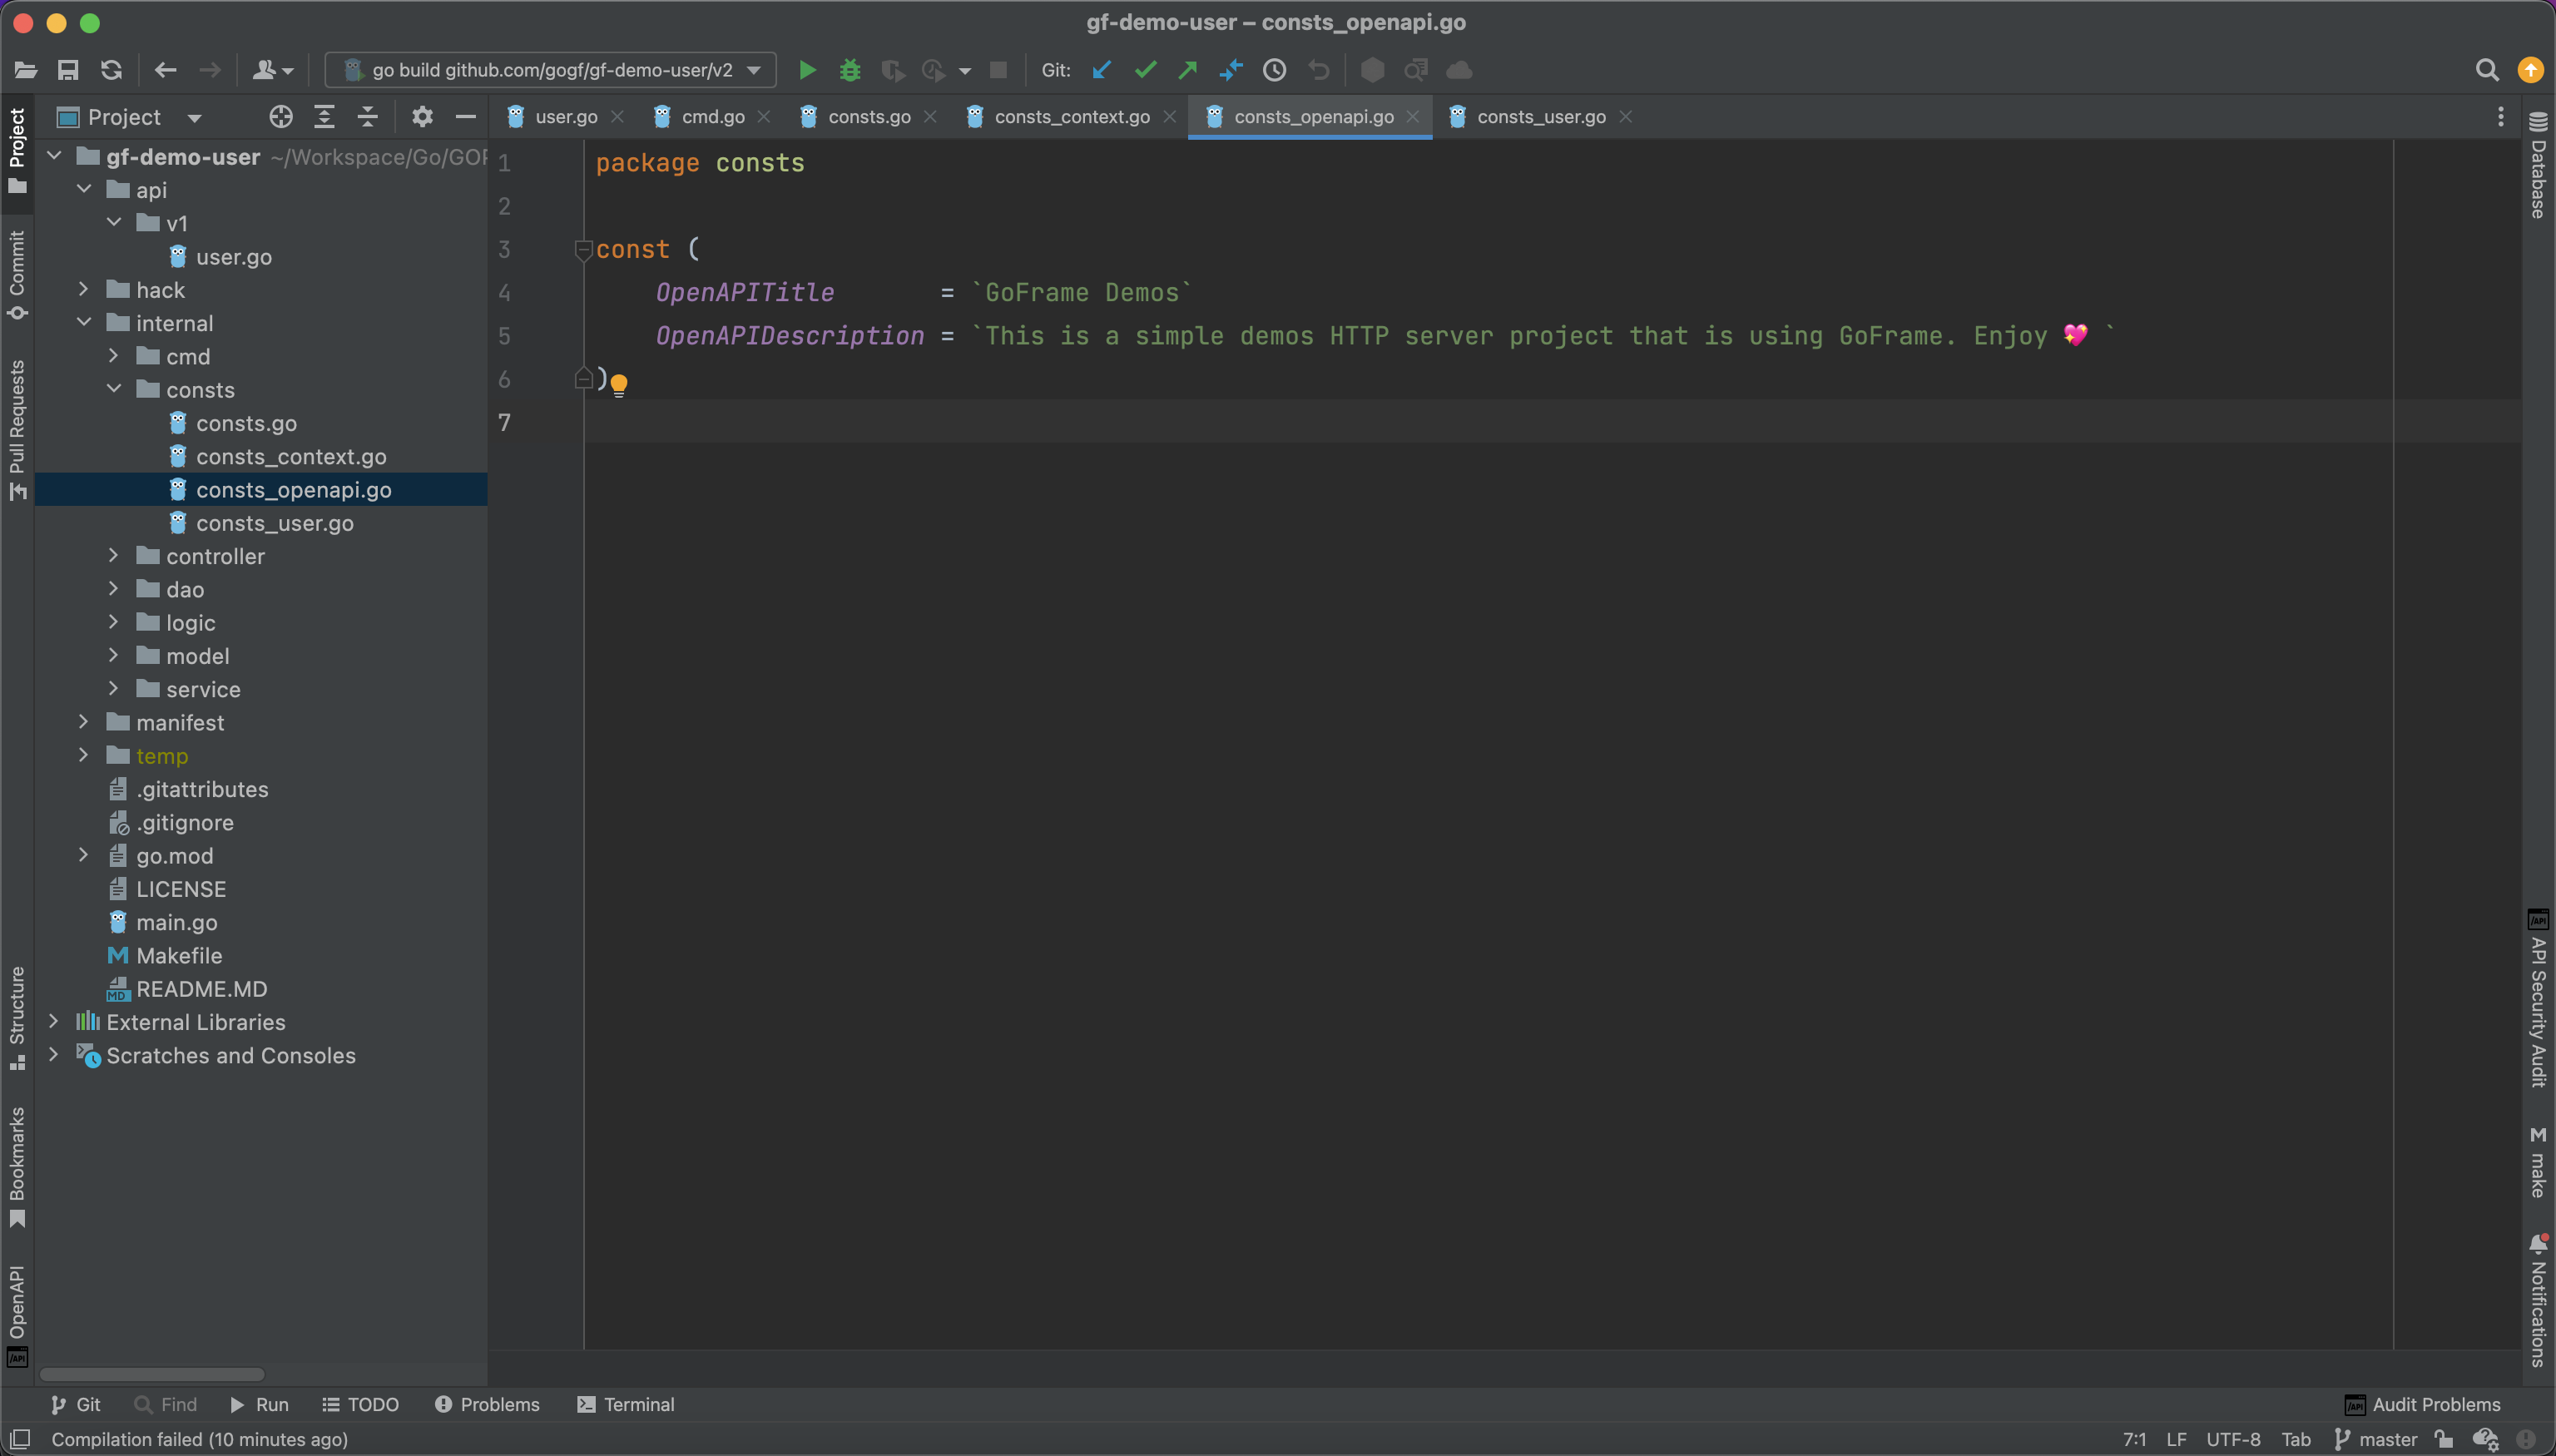 gf-demo-user – consts_openapi.go
go build github.com/gogf/gf-demo-user/v2
Git:
Project
user.go
cmd.go
consts.go
consts_context.go
consts_openapi.go
consts_user.go
Project
Commit
Pull Requests
Structure
Bookmarks
OpenAPI
/API
gf-demo-user ~/Workspace/Go/GOF
api
v1
user.go
hack
internal
cmd
consts
consts.go
consts_context.go
consts_openapi.go
consts_user.go
controller
dao
logic
model
service
manifest
temp
.gitattributes
.gitignore
go.mod
LICENSE
main.go
M Makefile
MD README.MD
External Libraries
Scratches and Consoles
1 package consts
2
3 const (
4 OpenAPITitle = `GoFrame Demos`
5 OpenAPIDescription = `This is a simple demos HTTP server project that is using GoFrame. Enjoy 💖 `
6 )
7
Database
/API
API Security Audit
M make
Notifications
Git
Find
Run
TODO
Problems
Terminal
/API Audit Problems
Compilation failed (10 minutes ago)
7:1 LF UTF-8 Tab master